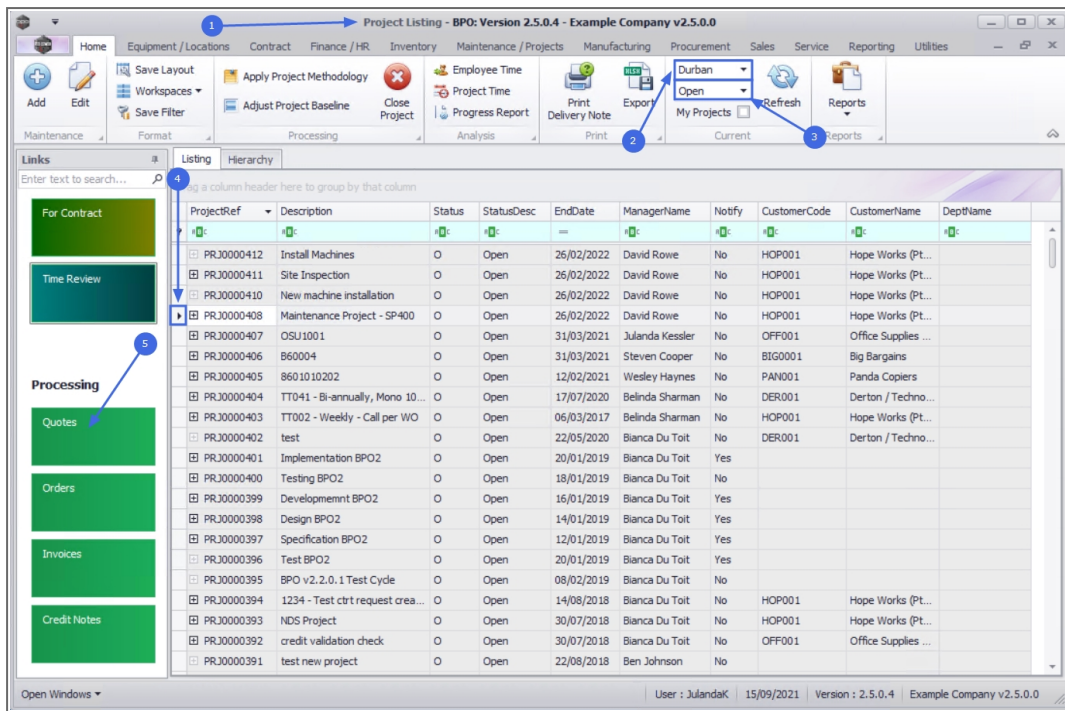 1
Project Listing - BPO: Version 2.5.0.4 - Example Company v2.5.0.0
Home Equipment / Locations Contract Finance / HR Inventory Maintenance / Projects Manufacturing Procurement Sales Service Reporting Utilities
Add
Edit
Save Layout
Workspaces
Save Filter
Apply Project Methodology
Adjust Project Baseline
Close Project
Employee Time
Project Time
Progress Report
Print Delivery Note
Export
Durban
Open
My Projects
Refresh
Reports
2
3
Maintenance Format Processing Analysis Print Current Reports
Links
Enter text to search...
4
Listing Hierarchy
ag a column header here to group by that column
ProjectRef Description Status StatusDesc EndDate ManagerName Notify CustomerCode CustomerName DeptName
PRJ0000412 Install Machines O Open 26/02/2022 David Rowe No HOP001 Hope Works (Pt...
PRJ0000411 Site Inspection O Open 26/02/2022 David Rowe No HOP001 Hope Works (Pt...
PRJ0000410 New machine installation O Open 26/02/2022 David Rowe No HOP001 Hope Works (Pt...
PRJ0000408 Maintenance Project - SP400 O Open 26/02/2022 David Rowe No HOP001 Hope Works (Pt...
PRJ0000407 OSU1001 O Open 31/03/2021 Julanda Kessler No OFF001 Office Supplies ...
PRJ0000406 B60004 O Open 31/03/2021 Steven Cooper No BIG0001 Big Bargains
PRJ0000405 8601010202 O Open 12/02/2021 Wesley Haynes No PAN001 Panda Copiers
PRJ0000404 TT041 - Bi-annually, Mono 10... O Open 17/07/2020 Belinda Sharman No DER001 Derton / Techno...
PRJ0000403 TT002 - Weekly - Call per WO O Open 06/03/2017 Belinda Sharman No HOP001 Hope Works (Pt...
PRJ0000402 test O Open 22/05/2020 Bianca Du Toit No DER001 Derton / Techno...
PRJ0000401 Implementation BPO2 O Open 20/01/2019 Bianca Du Toit Yes
PRJ0000400 Testing BPO2 O Open 18/01/2019 Bianca Du Toit No
PRJ0000399 Developmemnt BPO2 O Open 16/01/2019 Bianca Du Toit Yes
PRJ0000398 Design BPO2 O Open 14/01/2019 Bianca Du Toit Yes
PRJ0000397 Specification BPO2 O Open 12/01/2019 Bianca Du Toit Yes
PRJ0000396 Test BPO2 O Open 20/01/2019 Bianca Du Toit Yes
PRJ0000395 BPO v2.2.0.1 Test Cycle O Open 08/02/2019 Bianca Du Toit No
PRJ0000394 1234 - Test ctrt request crea... O Open 14/08/2018 Bianca Du Toit No HOP001 Hope Works (Pt...
PRJ0000393 NDS Project O Open 30/07/2018 Bianca Du Toit No HOP001 Hope Works (Pt...
PRJ0000392 credit validation check O Open 30/07/2018 Bianca Du Toit No OFF001 Office Supplies ...
PRJ0000391 test new project O Open 22/08/2018 Ben Johnson No
For Contract
Time Review
5
Processing
Quotes
Orders
Invoices
Credit Notes
Open Windows
User : JulandaK 15/09/2021 Version : 2.5.0.4 Example Company v2.5.0.0